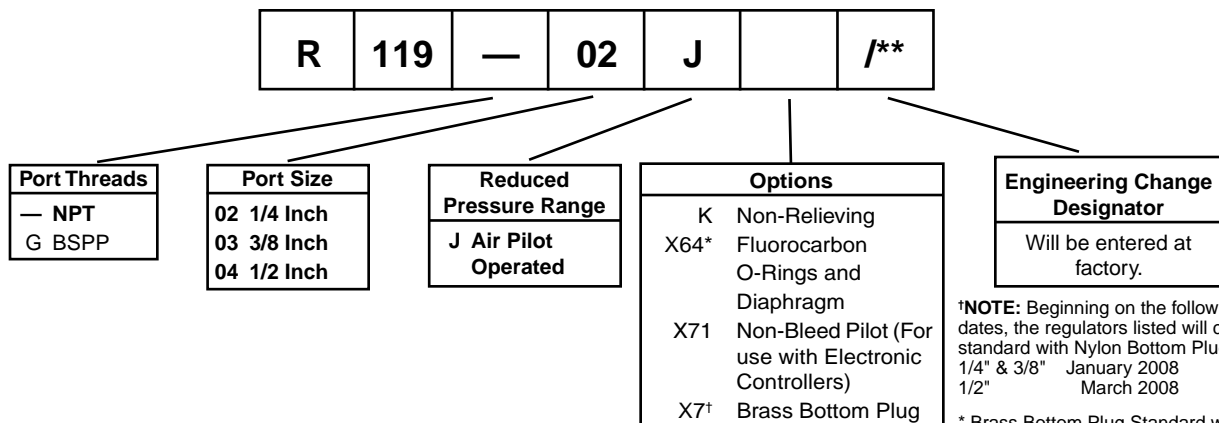 R 119 — 02 J /**
Port Threads
— NPT
G BSPP
Port Size
02 1/4 Inch
03 3/8 Inch
04 1/2 Inch
Reduced
Pressure Range
J Air Pilot
Operated
Options
K Non-Relieving
X64* Fluorocarbon
O-Rings and
Diaphragm
X71 Non-Bleed Pilot (For
use with Electronic
Controllers)
X7† Brass Bottom Plug
Engineering Change
Designator
Will be entered at
factory.
†NOTE: Beginning on the
dates, the regulators listed will
standard with Nylon Bottom
1/4" & 3/8" January 2008
1/2" March 2008
* Brass Bottom Plug Standard